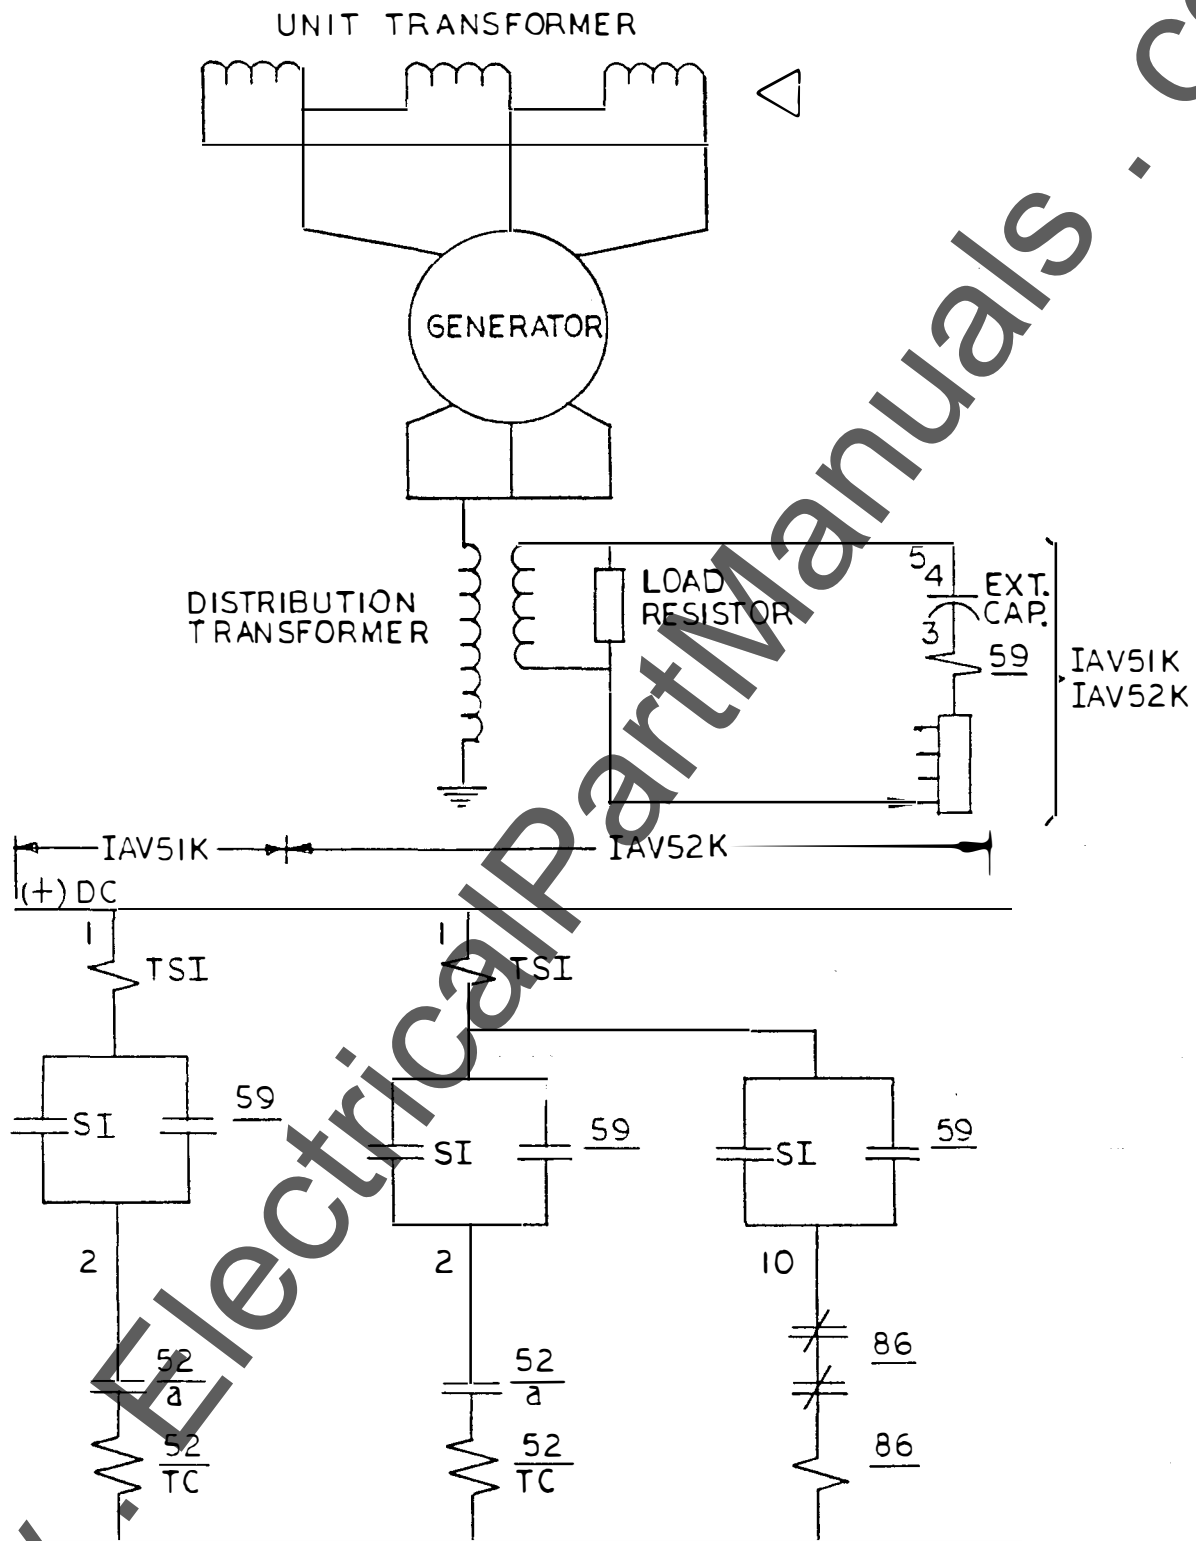 UNIT TRANSFORMER
GENERATOR
DISTRIBUTION
TRANSFORMER
LOAD
RESISTOR
5
4
EXT.
CAP.
3
59
IAV51K
IAV52K
IAV51K
IAV52K
(+) DC
1
TSI
1
TSI
SI
59
SI
59
SI
59
2
2
10
52
a
52
a
86
52
TC
52
TC
86
. ElectricalPartManuals . co